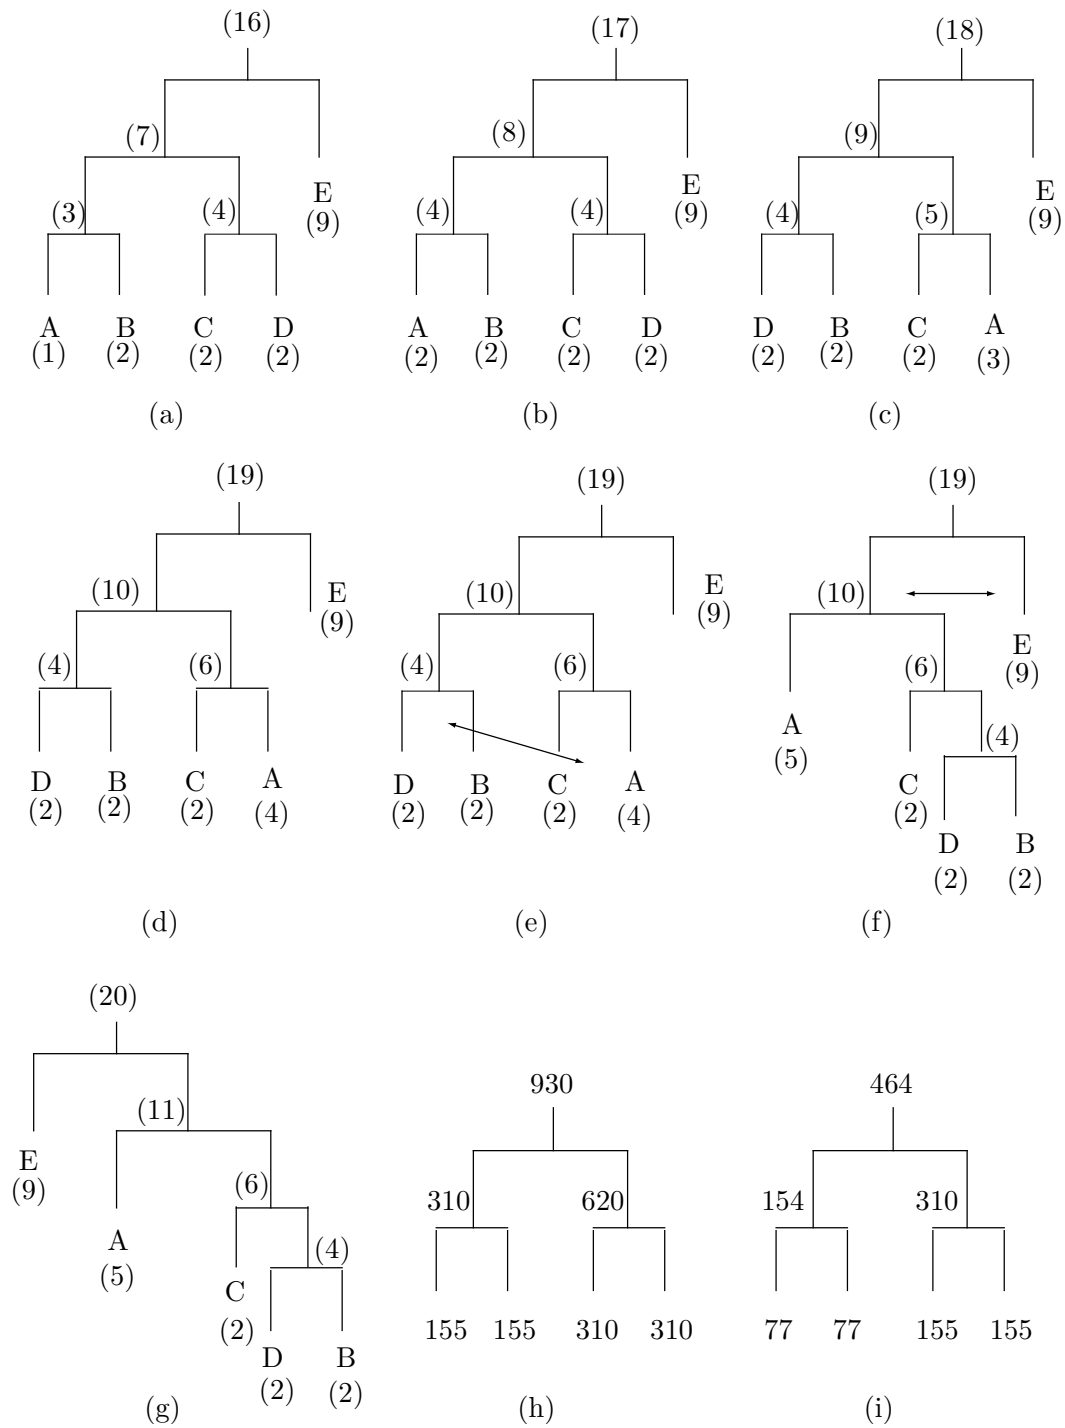 (16) (17) (18)
(7) (8) (9)
E (9) E (9) E (9)
(3) (4) (4) (4) (4) (5)
A B C D A B C D D B C A
(1) (2) (2) (2) (2) (2) (2) (2) (2) (2) (2) (3)
(a) (b) (c)
(19) (19) (19)
(10) (10) (10)
E (9) E (9) E (9)
(4) (6) (4) (6) (6)
A (5) (4)
D B C A D B C A C
(2) (2) (2) (4) (2) (2) (2) (4) (2)
D B
(2) (2)
(d) (e) (f)
(20)
930 464
(11)
E (9) (6) 310 620 154 310
A (5) (4)
C (2)
155 155 310 310 77 77 155 155
D B
(2) (2)
(g) (h) (i)